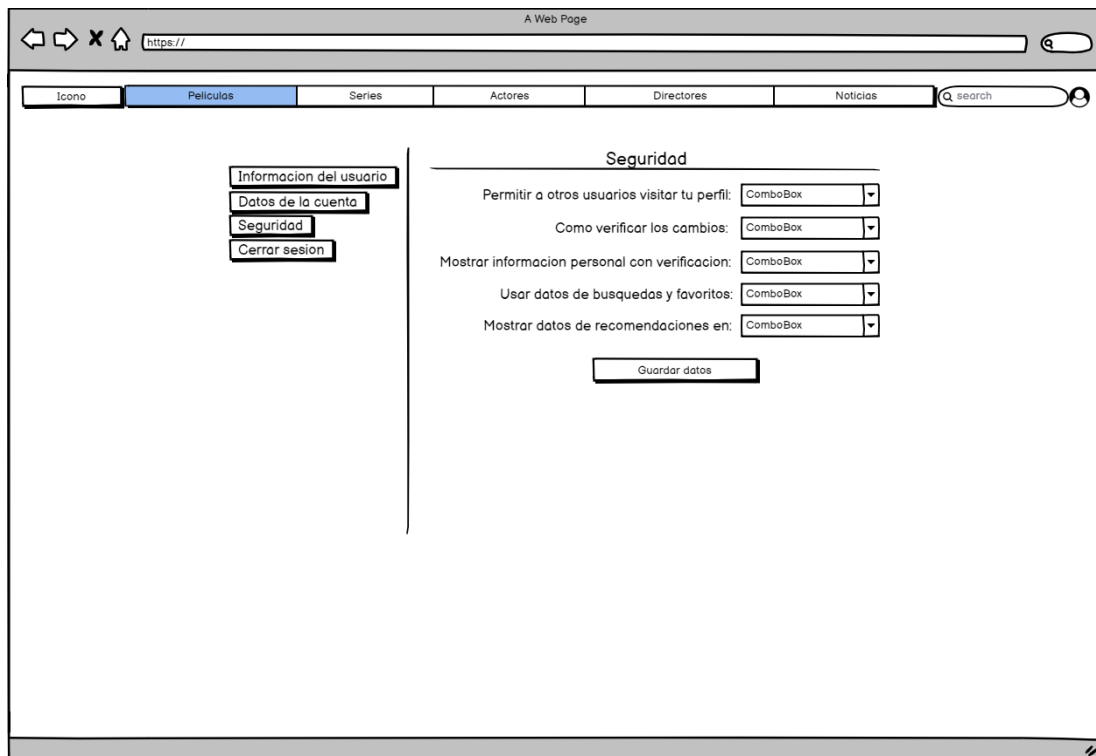 A Web Page
https://
Icono
Peliculas
Series
Actores
Directores
Noticias
search
Informacion del usuario
Datos de la cuenta
Seguridad
Cerrar sesion
Seguridad
Permitir a otros usuarios visitar tu perfil: ComboBox
Como verificar los cambios: ComboBox
Mostrar informacion personal con verificacion: ComboBox
Usar datos de busquedas y favoritos: ComboBox
Mostrar datos de recomendaciones en: ComboBox
Guardar datos